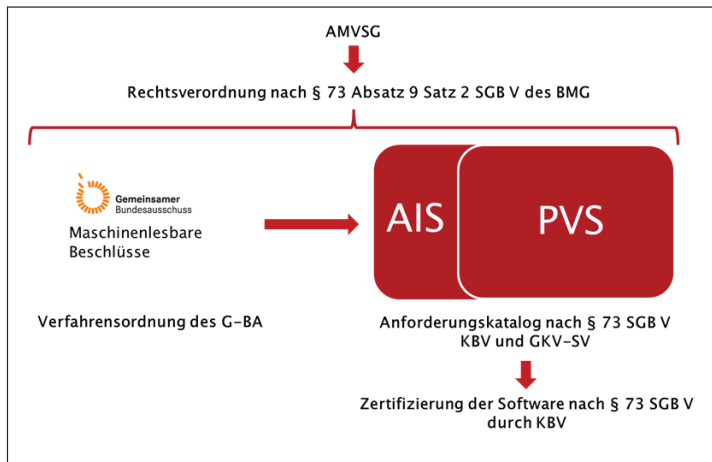 AMVSG
Rechtsverordnung nach § 73 Absatz 9 Satz 2 SGB V des BMG
Gemeinsamer
Bundesausschuss
Maschinenlesbare
Beschlüsse
AIS
PVS
Verfahrensordnung des G-BA
Anforderungskatalog nach § 73 SGB V
KBV und GKV-SV
Zertifizierung der Software nach § 73 SGB V
durch KBV